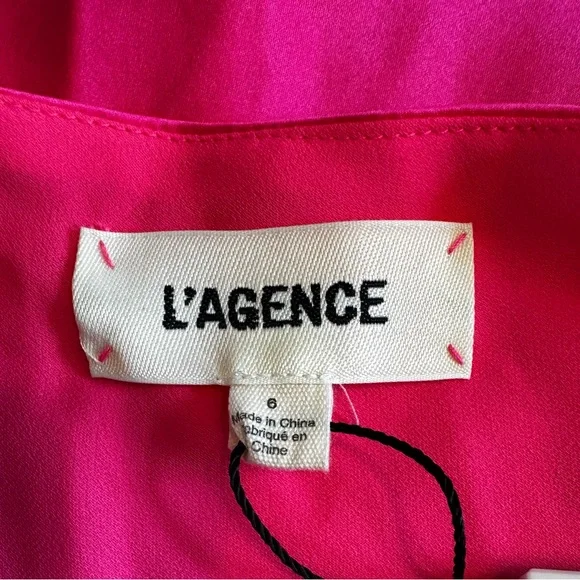 L'AGENCE
6
Made in China
Fabriqué en
Chine